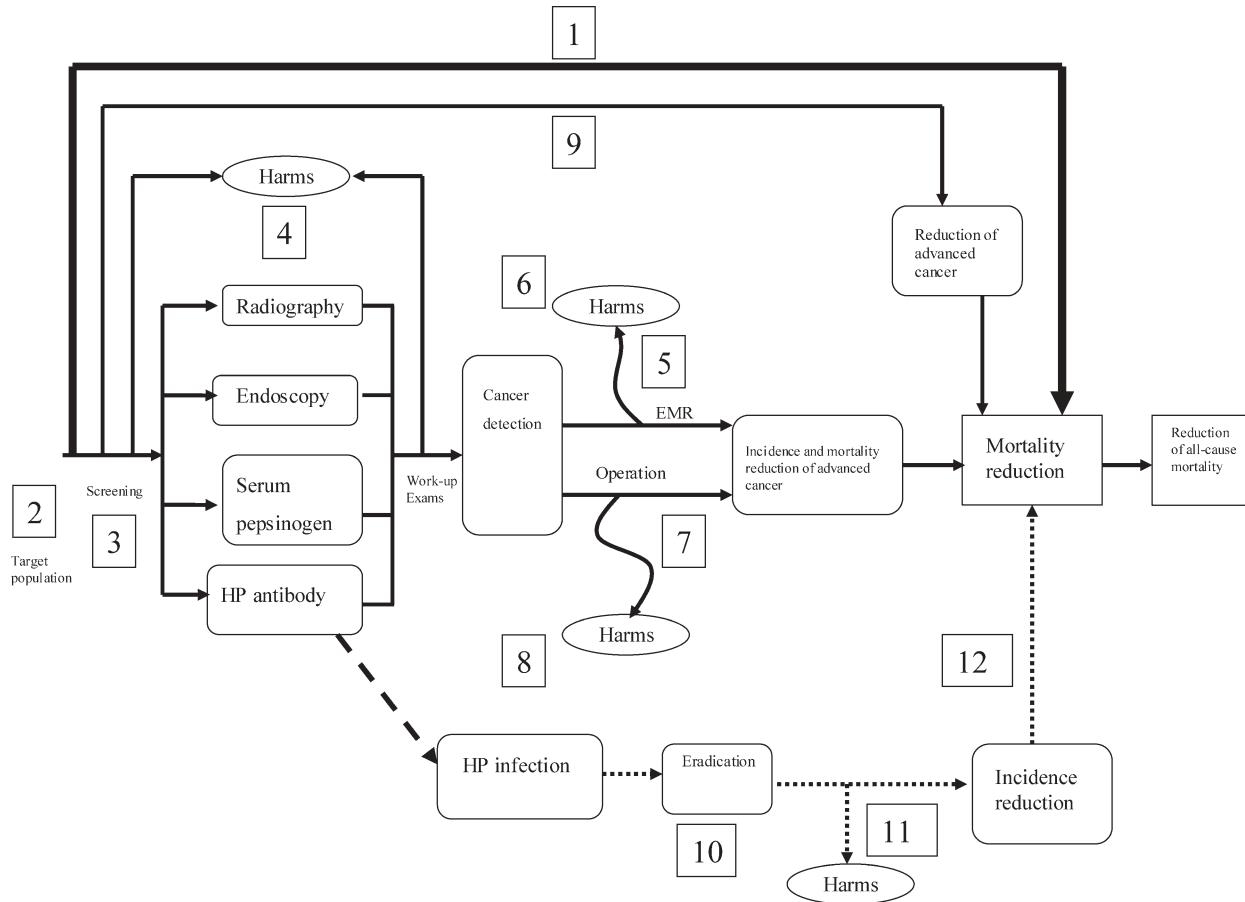 1
9
Harms
4
Reduction of
advanced
cancer
6
Harms
Radiography
5
Cancer
detection
EMR
Endoscopy
Incidence and mortality
reduction of advanced
cancer
Mortality
reduction
Reduction
of all-cause
mortality
Operation
Work-up
Exams
Serum
pepsinogen
2
Screening
3
Target
population
7
HP antibody
Harms
8
12
HP infection
Eradication
Incidence
reduction
10
11
Harms